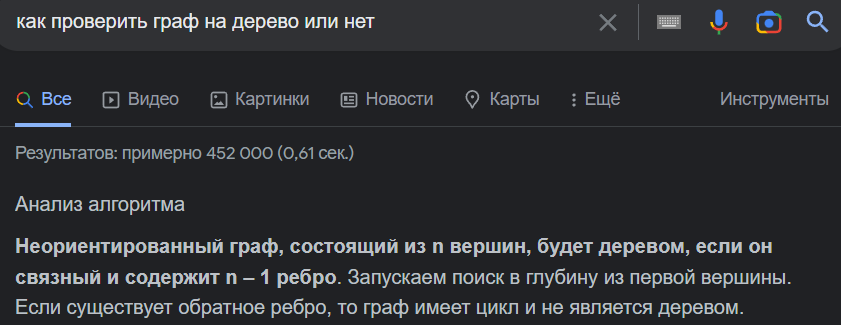 как проверить граф на дерево или нет
Все Видео Картинки Новости Карты Ещё Инструменты
Результатов: примерно 452 000 (0,61 сек.)
Анализ алгоритма
Неориентированный граф, состоящий из n вершин, будет деревом, если он
связный и содержит n – 1 ребро. Запускаем поиск в глубину из первой вершины.
Если существует обратное ребро, то граф имеет цикл и не является деревом.